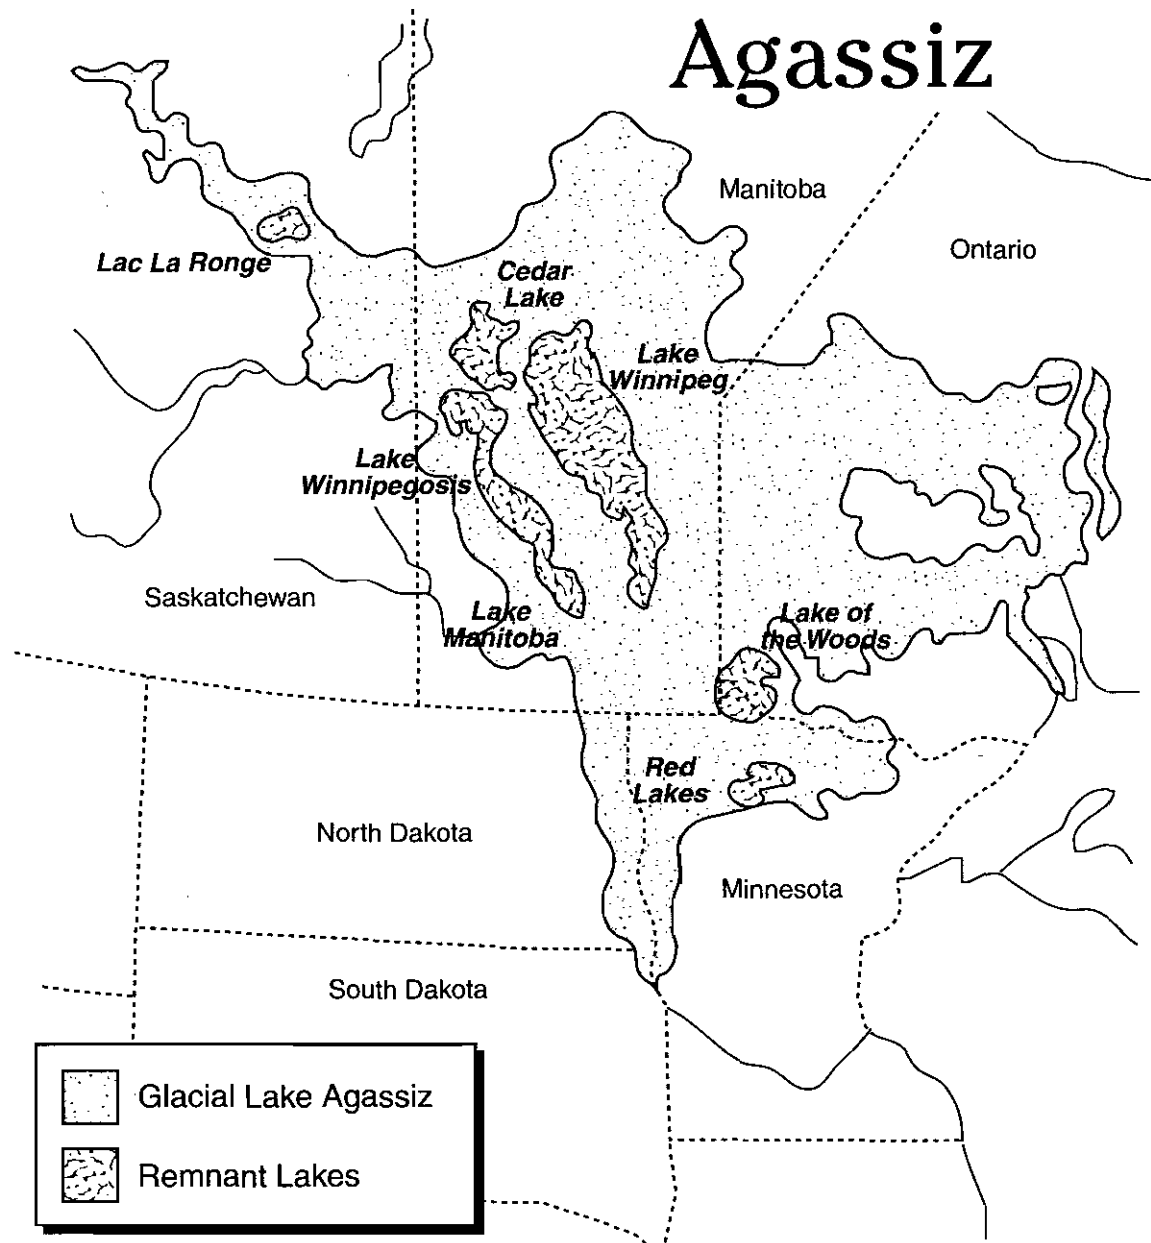 Agassiz
Manitoba
Ontario
Lac La Ronge
Cedar
Lake
Lake
Winnipeg
Lake
Winnipegosis
Saskatchewan
Lake
Manitoba
Lake of
the Woods
Red
Lakes
North Dakota
Minnesota
South Dakota
Glacial Lake Agassiz
Remnant Lakes